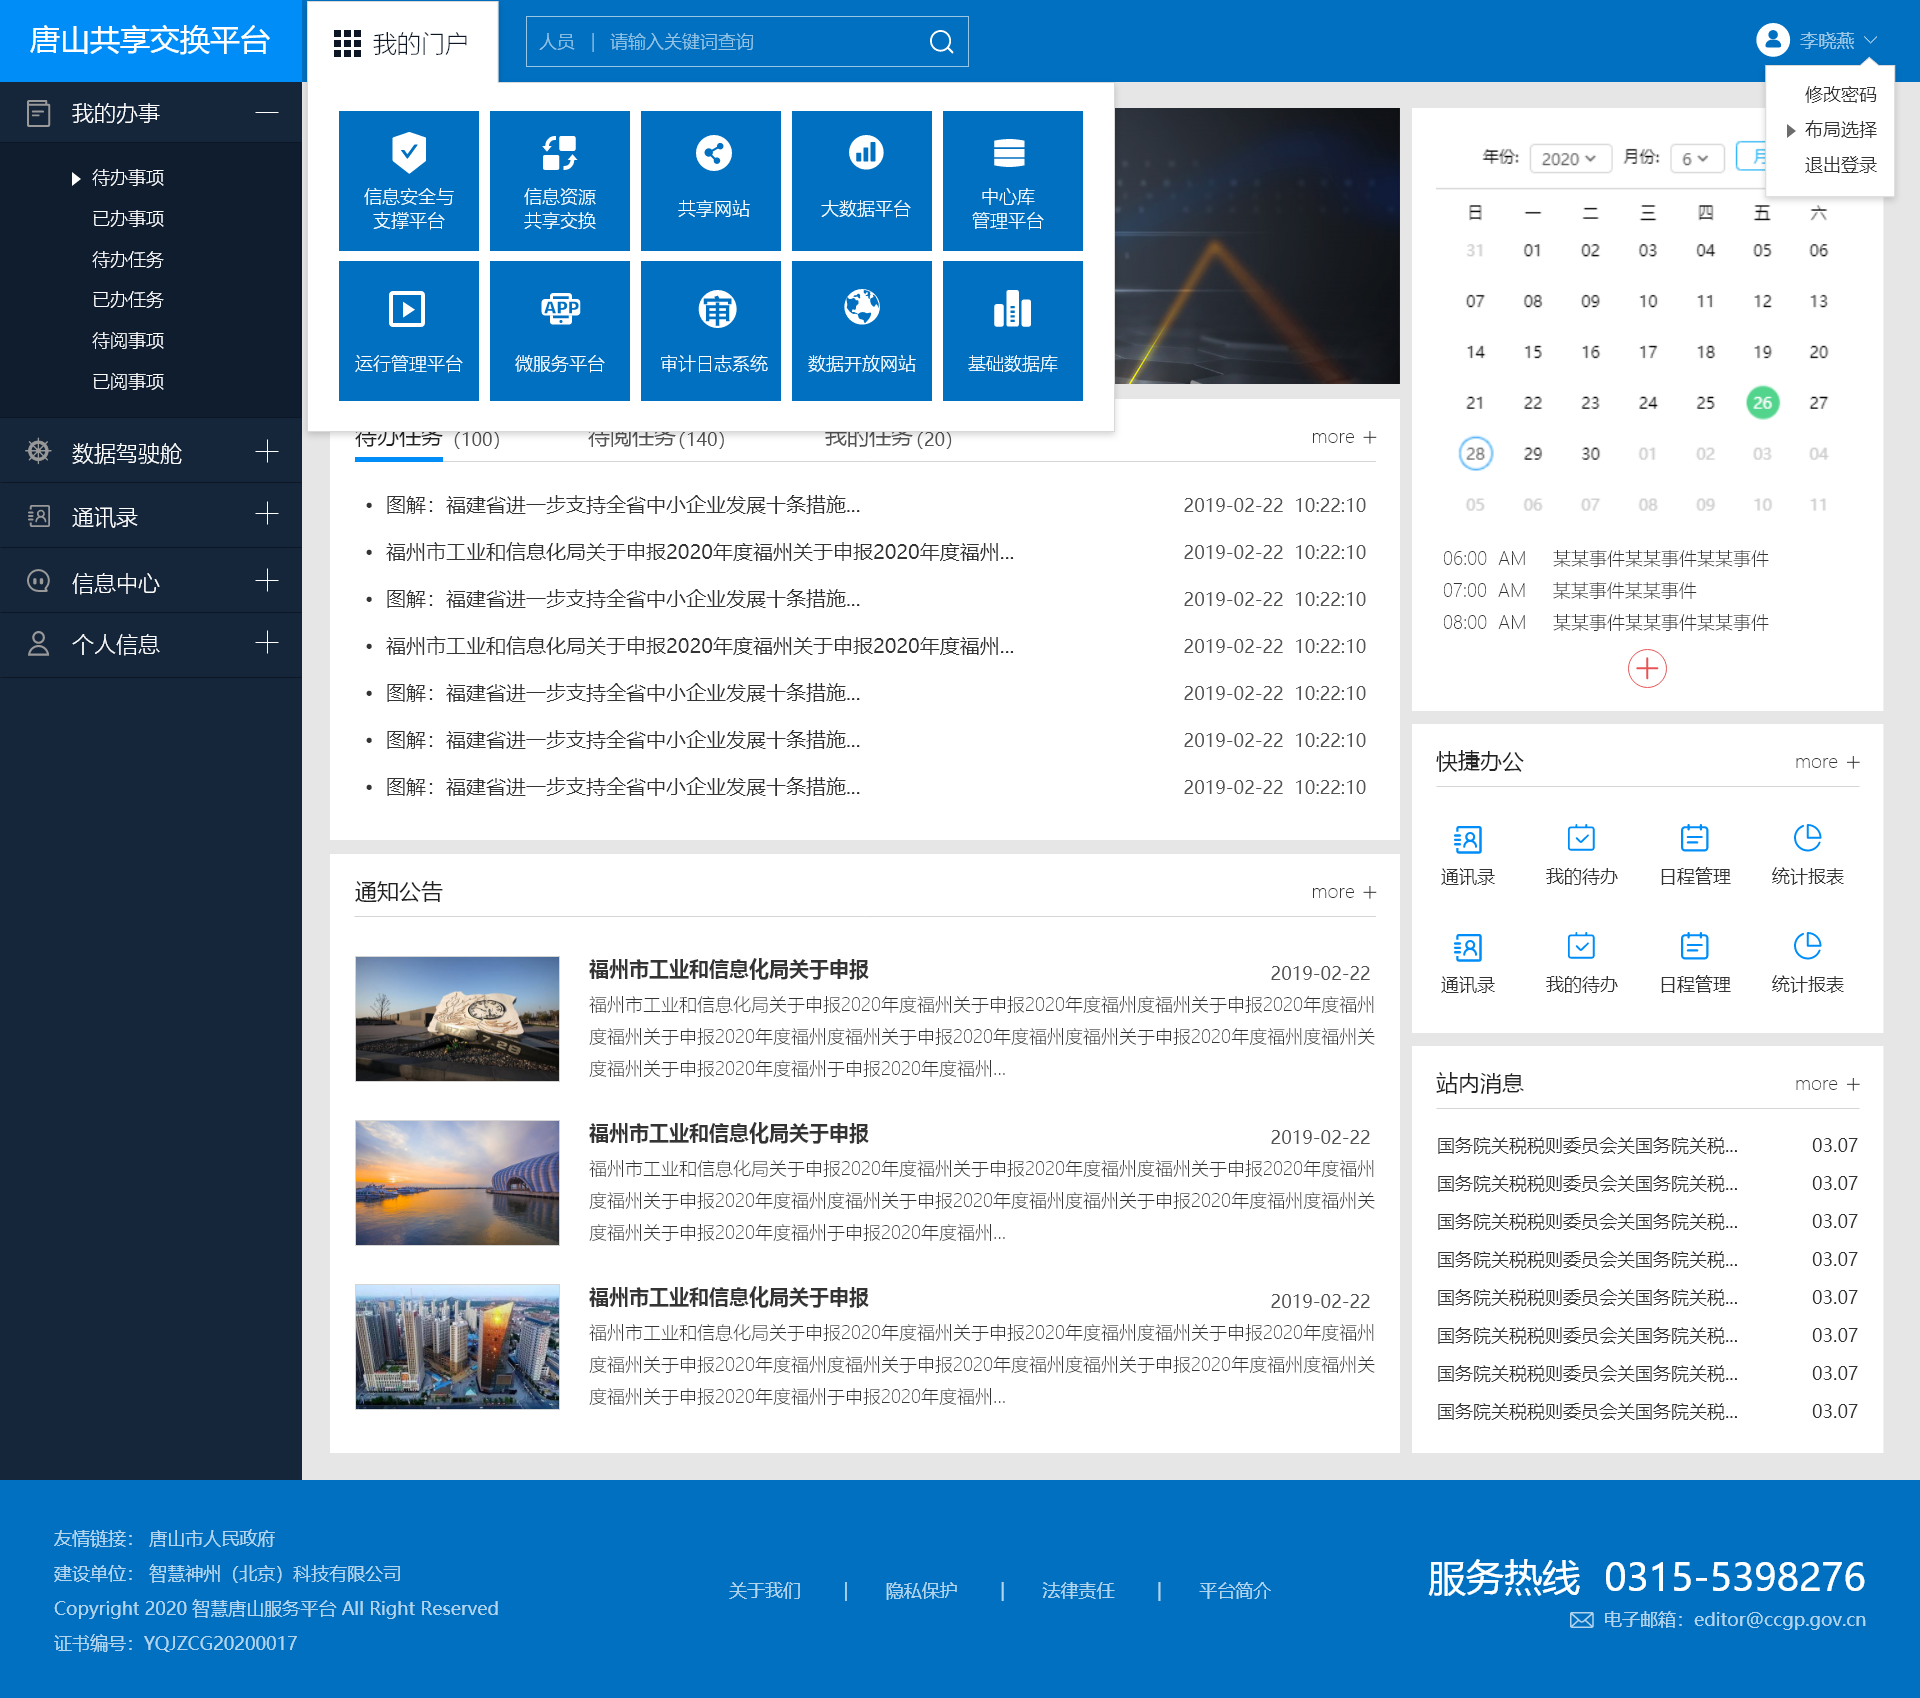 唐山共享交换平台
我的门户
人员 | 请输入关键词查询
李晓燕
修改密码
布局选择
退出登录
我的办事
待办事项
已办事项
待办任务
已办任务
待阅事项
已阅事项
数据驾驶舱
通讯录
信息中心
个人信息
信息安全与
支撑平台
信息资源
共享交换
共享网站
大数据平台
中心库
管理平台
运行管理平台
APP
微服务平台
审
审计日志系统
数据开放网站
基础数据库
待办任务 (100) 待阅任务(140) 我的任务(20) more +
• 图解：福建省进一步支持全省中小企业发展十条措施... 2019-02-22 10:22:10
• 福州市工业和信息化局关于申报2020年度福州关于申报2020年度福州... 2019-02-22 10:22:10
• 图解：福建省进一步支持全省中小企业发展十条措施... 2019-02-22 10:22:10
• 福州市工业和信息化局关于申报2020年度福州关于申报2020年度福州... 2019-02-22 10:22:10
• 图解：福建省进一步支持全省中小企业发展十条措施... 2019-02-22 10:22:10
• 图解：福建省进一步支持全省中小企业发展十条措施... 2019-02-22 10:22:10
• 图解：福建省进一步支持全省中小企业发展十条措施... 2019-02-22 10:22:10
通知公告 more +
福州市工业和信息化局关于申报 2019-02-22
福州市工业和信息化局关于申报2020年度福州关于申报2020年度福州度福州关于申报2020年度福州
度福州关于申报2020年度福州度福州关于申报2020年度福州度福州关于申报2020年度福州度福州关
度福州关于申报2020年度福州于申报2020年度福州...
福州市工业和信息化局关于申报 2019-02-22
福州市工业和信息化局关于申报2020年度福州关于申报2020年度福州度福州关于申报2020年度福州
度福州关于申报2020年度福州度福州关于申报2020年度福州度福州关于申报2020年度福州度福州关
度福州关于申报2020年度福州于申报2020年度福州...
福州市工业和信息化局关于申报 2019-02-22
福州市工业和信息化局关于申报2020年度福州关于申报2020年度福州度福州关于申报2020年度福州
度福州关于申报2020年度福州度福州关于申报2020年度福州度福州关于申报2020年度福州度福州关
度福州关于申报2020年度福州于申报2020年度福州...
年份: 2020 月份: 6 月
日 一 二 三 四 五 六
31 01 02 03 04 05 06
07 08 09 10 11 12 13
14 15 16 17 18 19 20
21 22 23 24 25 26 27
28 29 30 01 02 03 04
05 06 07 08 09 10 11
06:00 AM 某某事件某某事件某某事件
07:00 AM 某某事件某某事件
08:00 AM 某某事件某某事件某某事件
快捷办公 more +
通讯录 我的待办 日程管理 统计报表
通讯录 我的待办 日程管理 统计报表
站内消息 more +
国务院关税税则委员会关国务院关税... 03.07
国务院关税税则委员会关国务院关税... 03.07
国务院关税税则委员会关国务院关税... 03.07
国务院关税税则委员会关国务院关税... 03.07
国务院关税税则委员会关国务院关税... 03.07
国务院关税税则委员会关国务院关税... 03.07
国务院关税税则委员会关国务院关税... 03.07
国务院关税税则委员会关国务院关税... 03.07
友情链接： 唐山市人民政府
建设单位： 智慧神州（北京）科技有限公司
Copyright 2020 智慧唐山服务平台 All Right Reserved
证书编号：YQJZCG20200017
关于我们 | 隐私保护 | 法律责任 | 平台简介
服务热线 0315-5398276
电子邮箱：editor@ccgp.gov.cn